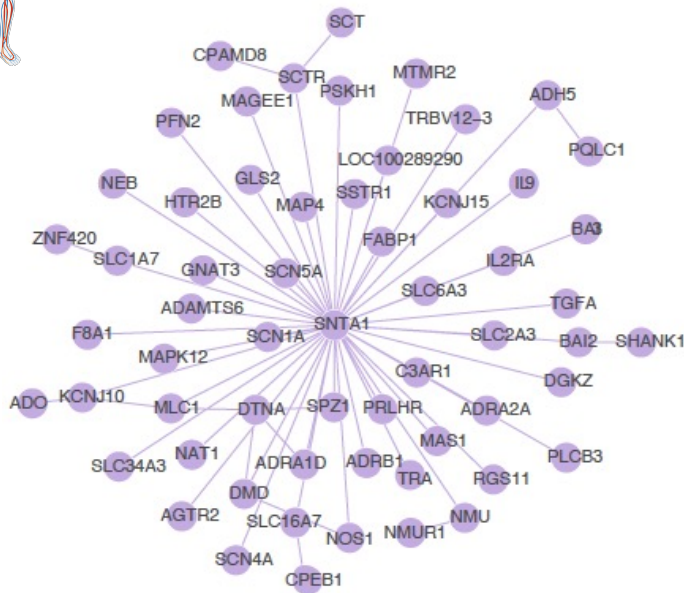 SCT
CPAMD8
SCTR
MTMR2
PSKH1
MAGEE1
ADH5
TRBV12-3
PFN2
PQLC1
LOC100289290
GLS2
NEB
IL9
SSTR1
HTR2B
MAP4
KCNJ15
BA3
ZNF420
FABP1
SLC1A7
IL2RA
GNAT3
SCN5A
SLC6A3
ADAMTS6
TGFA
SNTA1
F8A1
SCN1A
SLC2A3
BAI2
SHANK1
MAPK12
C3AR1
DGKZ
KCNJ10
ADO
MLC1
DTNA
SPZ1
PRLHR
ADRA2A
MAS1
NAT1
PLCB3
SLC34A3
ADRA1D
ADRB1
TRA
RGS11
DMD
AGTR2
SLC16A7
NMU
NMUR1
NOS1
SCN4A
CPEB1